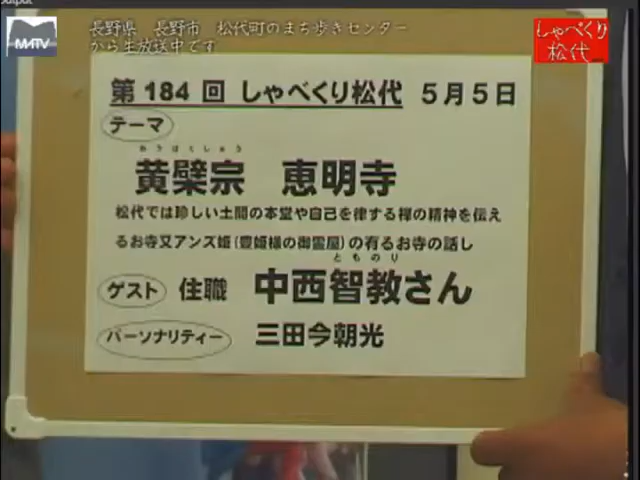 output
MATV
長野県 長野市 松代町のまち歩きセンター
から生放送中です
しゃべくり
松代
第184回 しゃべくり松代 5月5日
テーマ
おうばくしゅう
黄檗宗 恵明寺
松代では珍しい土間の本堂や自己を律する禅の精神を伝え
るお寺又アンズ姫(豊姫様の御霊屋)の有るお寺の話し
とものり
ゲスト 住職 中西智教さん
パーソナリティー 三田今朝光